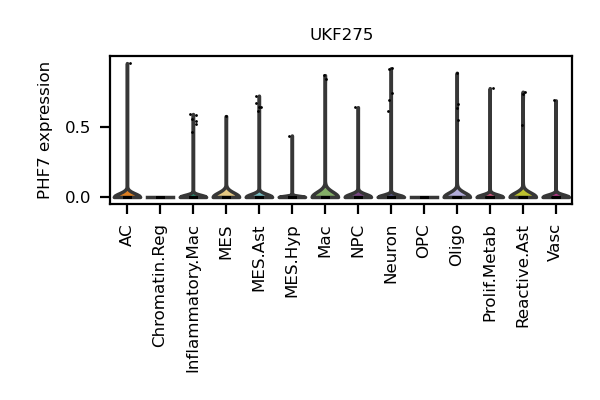 UKF275
PHF7 expression
0.5
0.0
AC
Chromatin.Reg
Inflammatory.Mac
MES
MES.Ast
MES.Hyp
Mac
NPC
Neuron
OPC
Oligo
Prolif.Metab
Reactive.Ast
Vasc